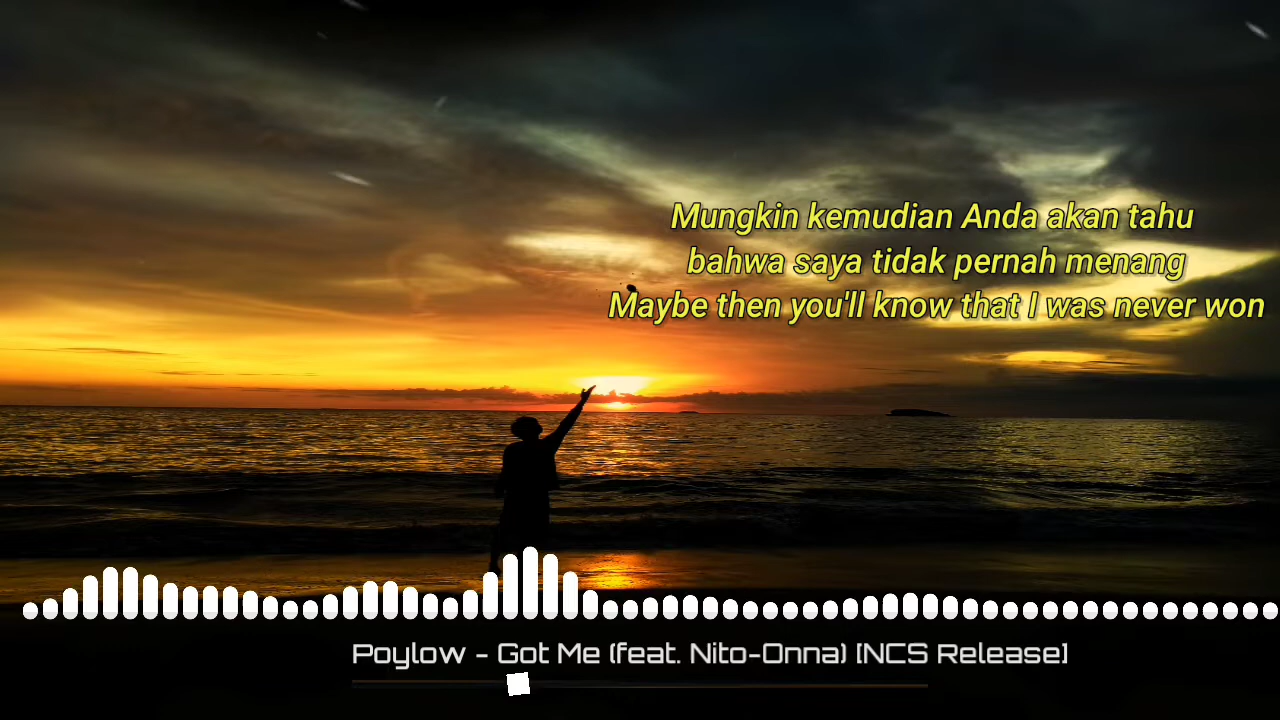 Mungkin kemudian Anda akan tahu
bahwa saya tidak pernah menang
Maybe then you'll know that I was never won
Poylow - Got Me (feat. Nito-Onna) [NCS Release]